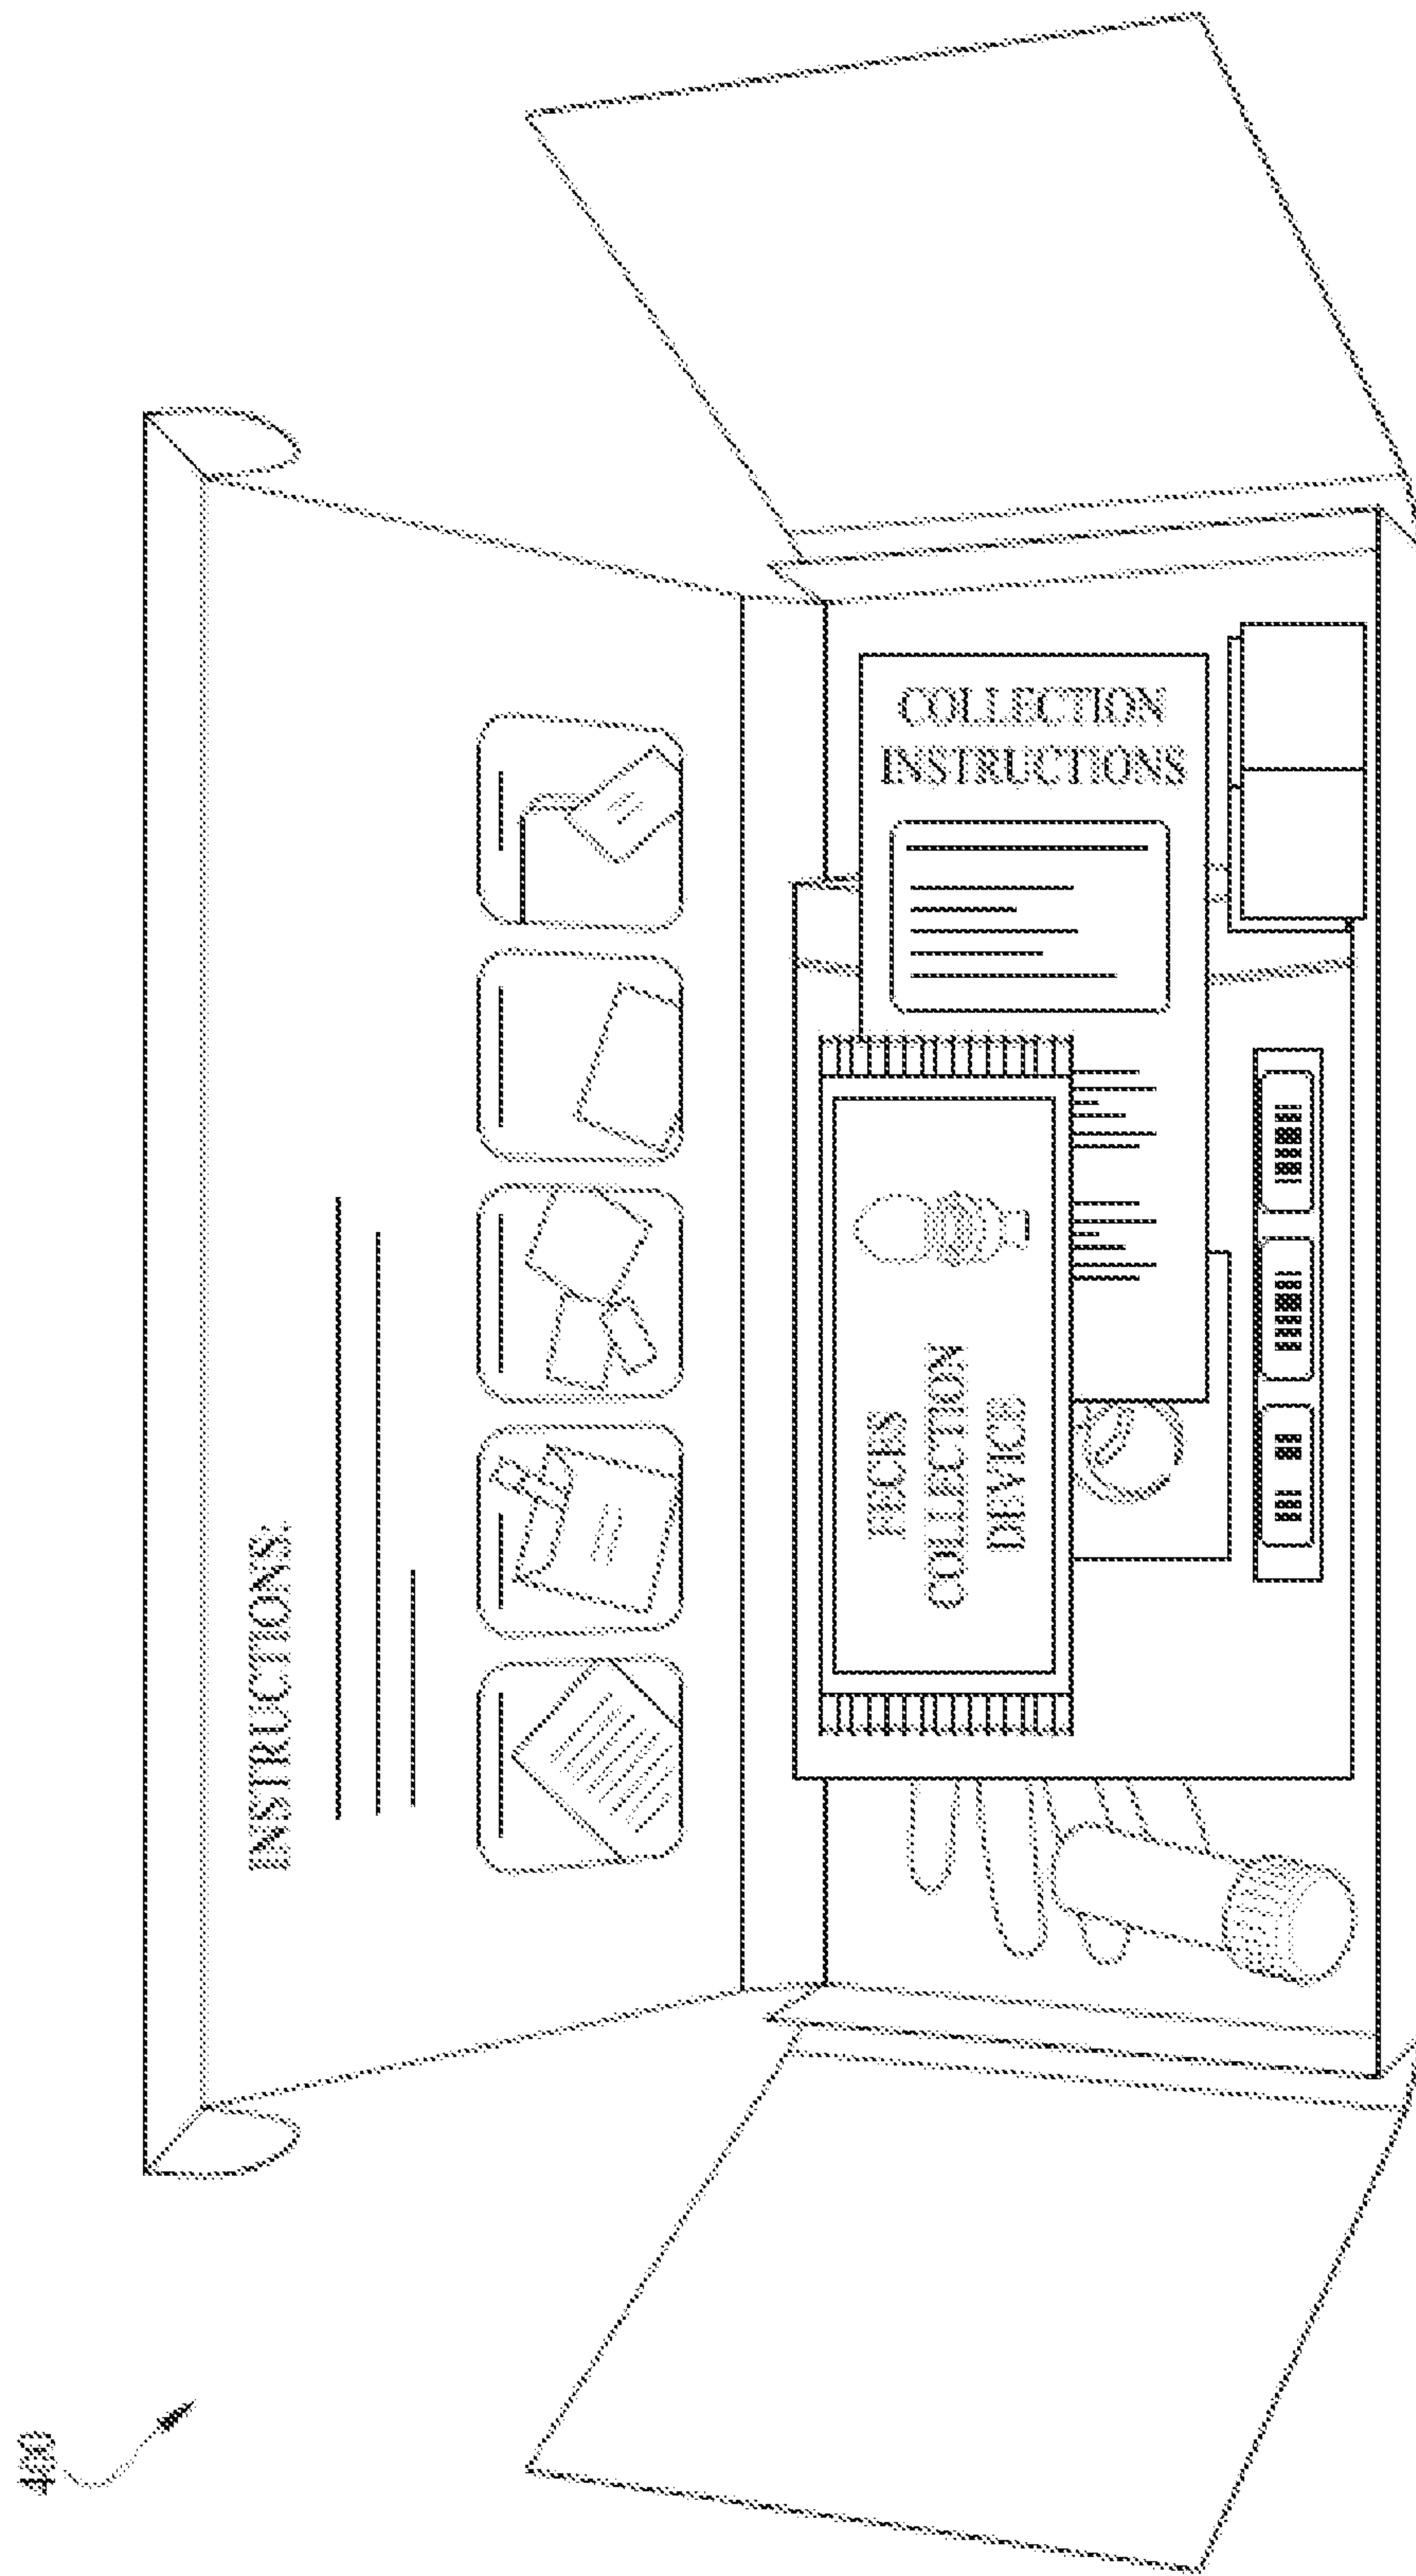 400
INSTRUCTIONS:
COLLECTION
INSTRUCTIONS
FECES
COLLECTION
DEVICE